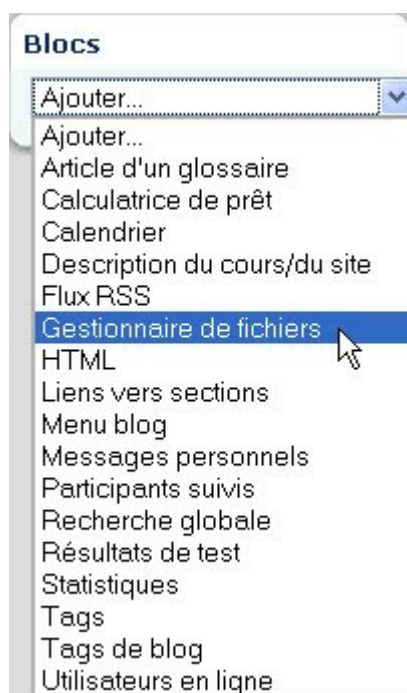 Blocs
Ajouter...
Ajouter...
Article d'un glossaire
Calculatrice de prêt
Calendrier
Description du cours/du site
Flux RSS
Gestionnaire de fichiers
HTML
Liens vers sections
Menu blog
Messages personnels
Participants suivis
Recherche globale
Résultats de test
Statistiques
Tags
Tags de blog
Utilisateurs en ligne